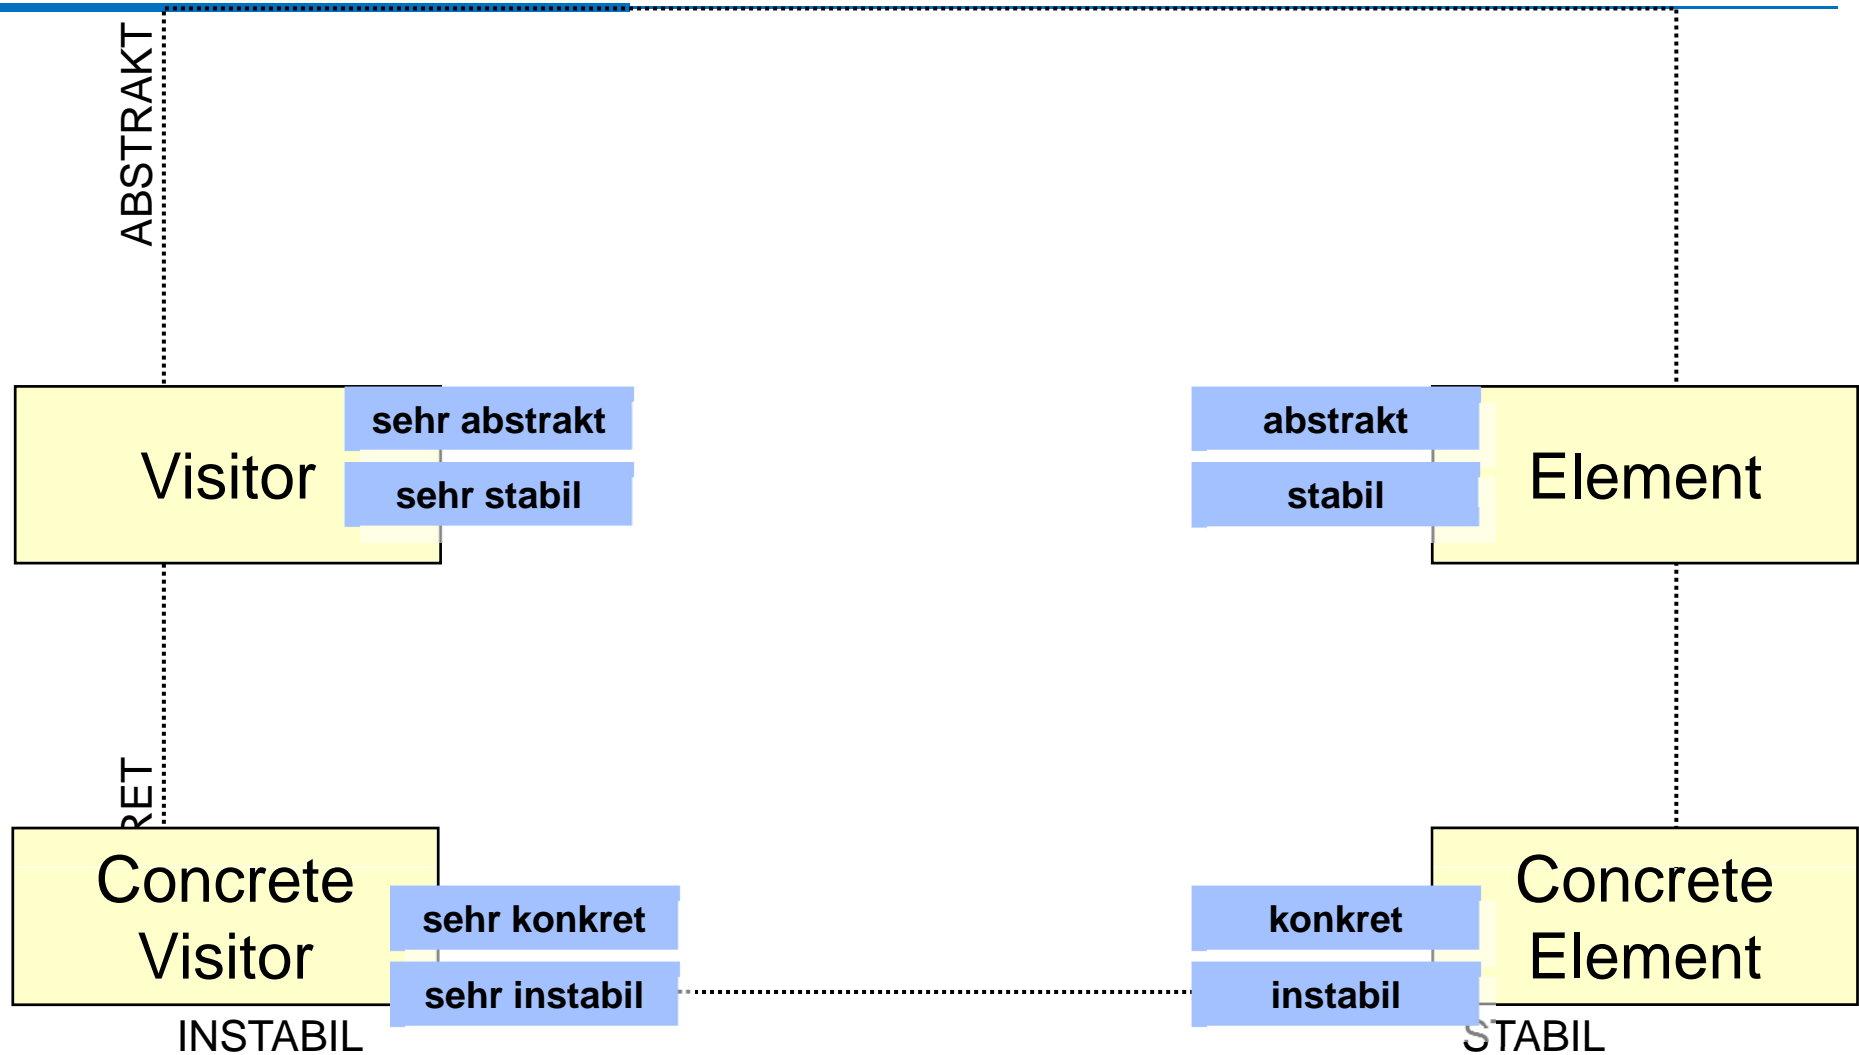 ABSTRAKT
sehr abstrakt
Visitor
sehr stabil
abstrakt
Element
stabil
RET
Concrete
Visitor
sehr konkret
sehr instabil
konkret
instabil
Concrete
Element
INSTABIL
STABIL